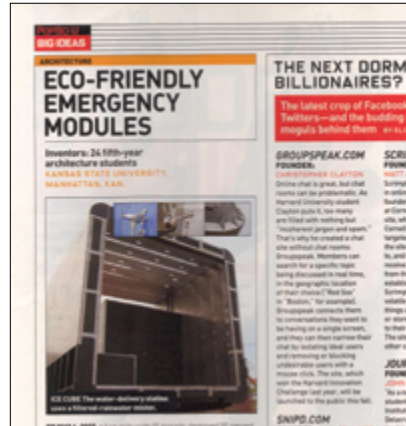 BIG IDEAS
ARCHITECTURE
ECO-FRIENDLY
EMERGENCY
MODULES
Inventors: 24 fifth-year
architecture students
KANSAS STATE UNIVERSITY,
MANHATTAN, KAN.
ICE CUBE The water-delivery station
uses a filtered-rainwater mister.
THE NEXT DORM
BILLIONAIRES?
The latest crop of Facebook
Twitters—and the budding
moguls behind them
GROUPSPEAK.COM
FOUNDER:
CHRISTOPHER CLAYTON
Online chat is great, but chat
rooms can be problematic. As
Harvard University student
Clayton puts it, too many
are filled with nothing but
"incoherent jargon and spam."
That's why he created a chat
site without chat rooms.
Groupspeak. Members can
search for a specific topic
being discussed in real time,
in the geographic location
of their choice ("Red Sox"
in "Boston," for example).
Groupspeak connects them
to conversations they want to
be having on a single screen,
and they can then narrow their
chat by isolating ideal users
and removing or blocking
undesirable users with a
mouse click. The site, which
won the Harvard Innovation
Challenge last year, will be
launched to the public this fall.
SNIPD.COM
SCRI
FOUN
MATT
JOUR
FOUN
JOHN